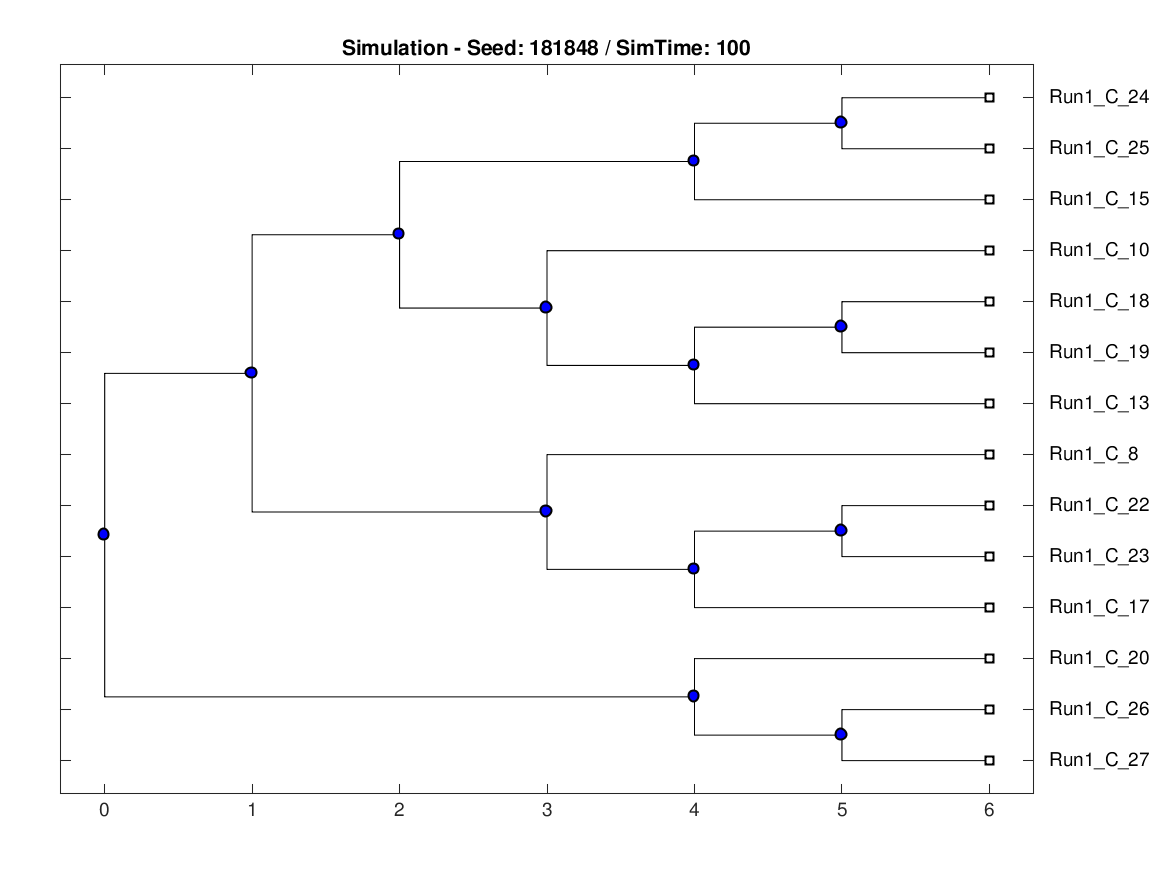 Simulation - Seed: 181848 / SimTime: 100
Run1_C_24
Run1_C_25
Run1_C_15
Run1_C_10
Run1_C_18
Run1_C_19
Run1_C_13
Run1_C_8
Run1_C_22
Run1_C_23
Run1_C_17
Run1_C_20
Run1_C_26
Run1_C_27
0 1 2 3 4 5 6